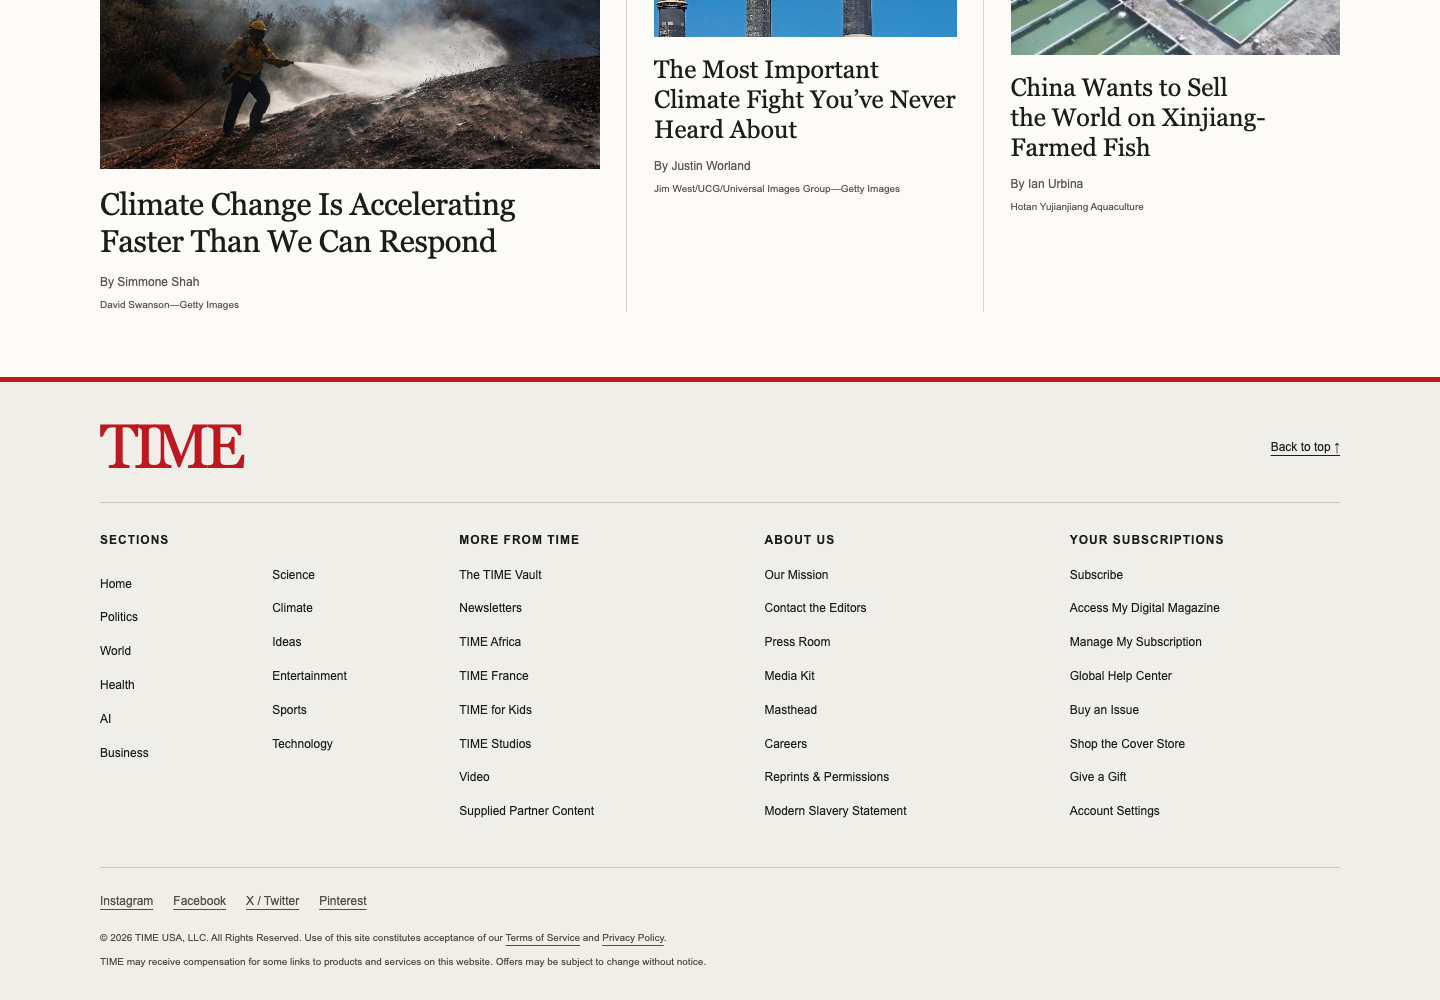 Climate Change Is Accelerating
Faster Than We Can Respond
By Simmone Shah
David Swanson—Getty Images
The Most Important
Climate Fight You’ve Never
Heard About
By Justin Worland
Jim West/UCG/Universal Images Group—Getty Images
China Wants to Sell
the World on Xinjiang-
Farmed Fish
By Ian Urbina
Hotan Yujianjiang Aquaculture
TIME
Back to top ↑
SECTIONS
Home
Politics
World
Health
AI
Business
Science
Climate
Ideas
Entertainment
Sports
Technology
MORE FROM TIME
The TIME Vault
Newsletters
TIME Africa
TIME France
TIME for Kids
TIME Studios
Video
Supplied Partner Content
ABOUT US
Our Mission
Contact the Editors
Press Room
Media Kit
Masthead
Careers
Reprints & Permissions
Modern Slavery Statement
YOUR SUBSCRIPTIONS
Subscribe
Access My Digital Magazine
Manage My Subscription
Global Help Center
Buy an Issue
Shop the Cover Store
Give a Gift
Account Settings
Instagram Facebook X / Twitter Pinterest
© 2026 TIME USA, LLC. All Rights Reserved. Use of this site constitutes acceptance of our Terms of Service and Privacy Policy.
TIME may receive compensation for some links to products and services on this website. Offers may be subject to change without notice.